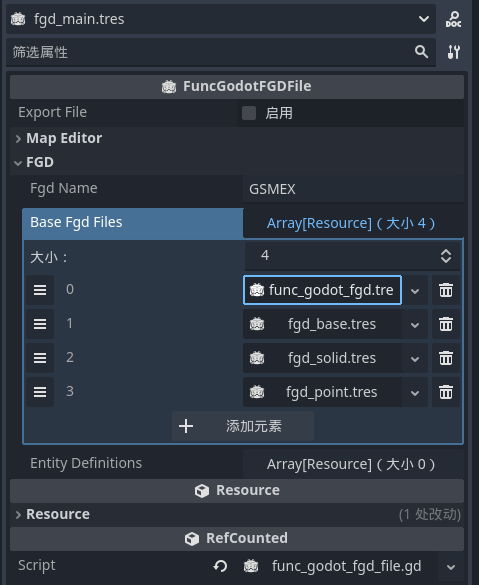 fgd_main.tres
DOC
筛选属性
FuncGodotFGDFile
Export File 启用
Map Editor
FGD
Fgd Name GSMEX
Base Fgd Files Array[Resource]（大小 4）
大小： 4
0 func_godot_fgd.tre
1 fgd_base.tres
2 fgd_solid.tres
3 fgd_point.tres
添加元素
Entity Definitions Array[Resource]（大小 0）
Resource
Resource （1 处改动）
RefCounted
Script func_godot_fgd_file.gd